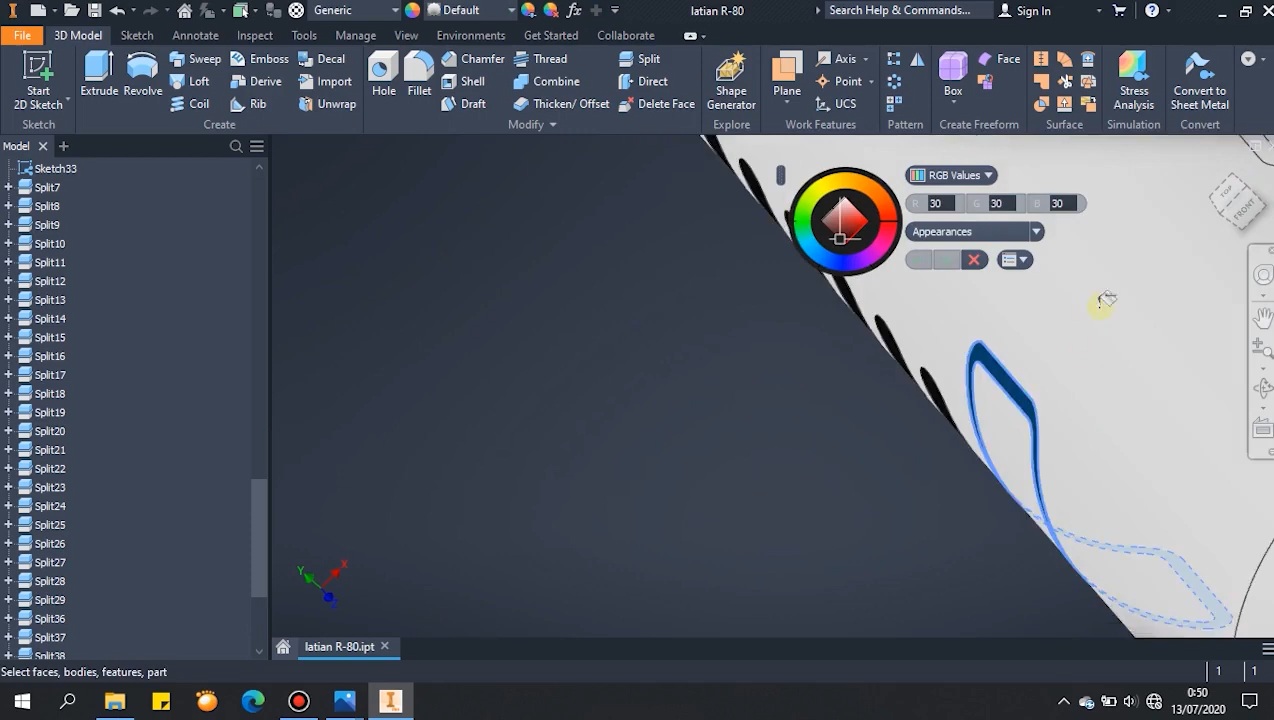 Generic Default latian R-80 Search Help & Commands... Sign In
File 3D Model Sketch Annotate Inspect Tools Manage View Environments Get Started Collaborate
Start 2D Sketch Extrude Revolve Sweep Loft Coil Emboss Derive Rib Decal Import Unwrap Hole Fillet Chamfer Shell Draft Thread Combine Thicken/ Offset Split Direct Delete Face Shape Generator Plane Axis Point UCS Box Face Stress Analysis Convert to Sheet Metal
Sketch Create Modify Explore Work Features Pattern Create Freeform Surface Simulation Convert
Model
Sketch33
Split7
Split8
Split9
Split10
Split11
Split12
Split13
Split14
Split15
Split16
Split17
Split18
Split19
Split20
Split21
Split22
Split23
Split24
Split25
Split26
Split27
Split28
Split29
Split36
Split37
Split38
RGB Values
R 30 G 30 B 30
Appearances
TOP
FRONT
Y X Z
latian R-80.ipt
Select faces, bodies, features, part 1 1
0:50
13/07/2020